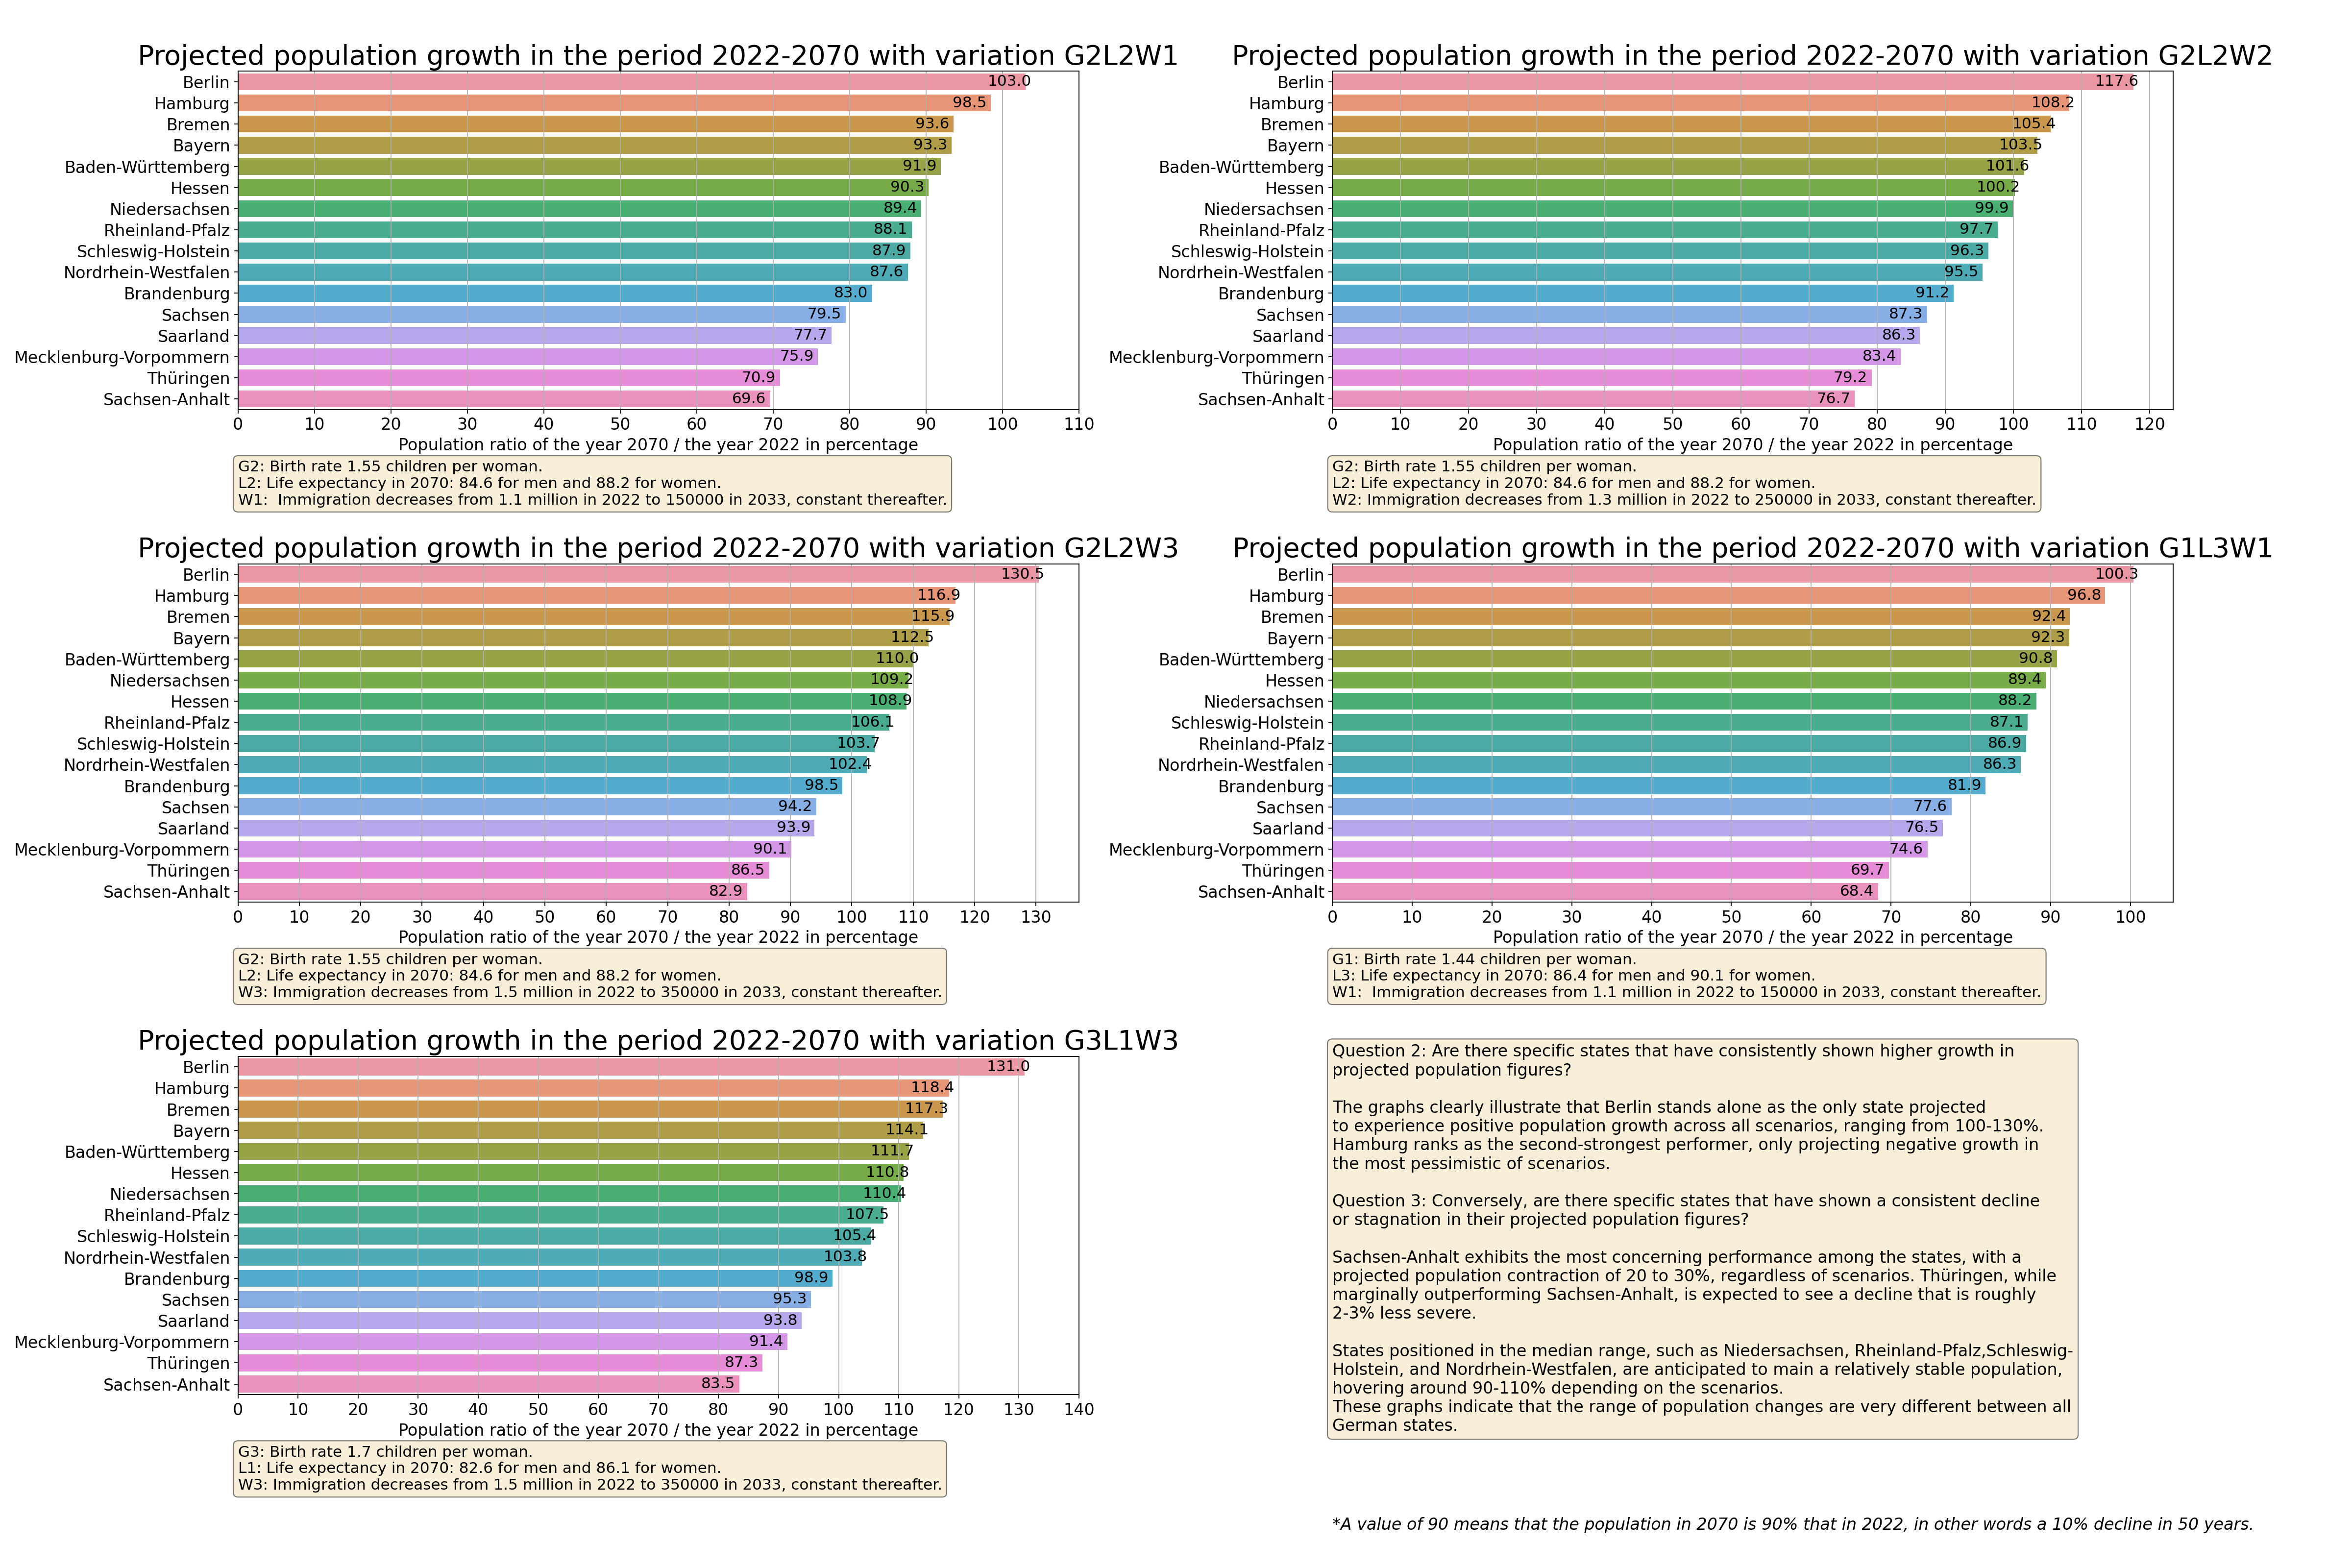 Projected population growth in the period 2022-2070 with variation G2L2W1
Berlin 103.0
Hamburg 98.5
Bremen 93.6
Bayern 93.3
Baden-Württemberg 91.9
Hessen 90.3
Niedersachsen 89.4
Rheinland-Pfalz 88.1
Schleswig-Holstein 87.9
Nordrhein-Westfalen 87.6
Brandenburg 83.0
Sachsen 79.5
Saarland 77.7
Mecklenburg-Vorpommern 75.9
Thüringen 70.9
Sachsen-Anhalt 69.6
0 10 20 30 40 50 60 70 80 90 100 110
Population ratio of the year 2070 / the year 2022 in percentage
G2: Birth rate 1.55 children per woman.
L2: Life expectancy in 2070: 84.6 for men and 88.2 for women.
W1:  Immigration decreases from 1.1 million in 2022 to 150000 in 2033, constant thereafter.
Projected population growth in the period 2022-2070 with variation G2L2W2
Berlin 117.6
Hamburg 108.2
Bremen 105.4
Bayern 103.5
Baden-Württemberg 101.6
Hessen 100.2
Niedersachsen 99.9
Rheinland-Pfalz 97.7
Schleswig-Holstein 96.3
Nordrhein-Westfalen 95.5
Brandenburg 91.2
Sachsen 87.3
Saarland 86.3
Mecklenburg-Vorpommern 83.4
Thüringen 79.2
Sachsen-Anhalt 76.7
0 10 20 30 40 50 60 70 80 90 100 110 120
Population ratio of the year 2070 / the year 2022 in percentage
G2: Birth rate 1.55 children per woman.
L2: Life expectancy in 2070: 84.6 for men and 88.2 for women.
W2: Immigration decreases from 1.3 million in 2022 to 250000 in 2033, constant thereafter.
Projected population growth in the period 2022-2070 with variation G2L2W3
Berlin 130.5
Hamburg 116.9
Bremen 115.9
Bayern 112.5
Baden-Württemberg 110.0
Niedersachsen 109.2
Hessen 108.9
Rheinland-Pfalz 106.1
Schleswig-Holstein 103.7
Nordrhein-Westfalen 102.4
Brandenburg 98.5
Sachsen 94.2
Saarland 93.9
Mecklenburg-Vorpommern 90.1
Thüringen 86.5
Sachsen-Anhalt 82.9
0 10 20 30 40 50 60 70 80 90 100 110 120 130
Population ratio of the year 2070 / the year 2022 in percentage
G2: Birth rate 1.55 children per woman.
L2: Life expectancy in 2070: 84.6 for men and 88.2 for women.
W3: Immigration decreases from 1.5 million in 2022 to 350000 in 2033, constant thereafter.
Projected population growth in the period 2022-2070 with variation G1L3W1
Berlin 100.3
Hamburg 96.8
Bremen 92.4
Bayern 92.3
Baden-Württemberg 90.8
Hessen 89.4
Niedersachsen 88.2
Schleswig-Holstein 87.1
Rheinland-Pfalz 86.9
Nordrhein-Westfalen 86.3
Brandenburg 81.9
Sachsen 77.6
Saarland 76.5
Mecklenburg-Vorpommern 74.6
Thüringen 69.7
Sachsen-Anhalt 68.4
0 10 20 30 40 50 60 70 80 90 100
Population ratio of the year 2070 / the year 2022 in percentage
G1: Birth rate 1.44 children per woman.
L3: Life expectancy in 2070: 86.4 for men and 90.1 for women.
W1:  Immigration decreases from 1.1 million in 2022 to 150000 in 2033, constant thereafter.
Projected population growth in the period 2022-2070 with variation G3L1W3
Berlin 131.0
Hamburg 118.4
Bremen 117.3
Bayern 114.1
Baden-Württemberg 111.7
Hessen 110.8
Niedersachsen 110.4
Rheinland-Pfalz 107.5
Schleswig-Holstein 105.4
Nordrhein-Westfalen 103.8
Brandenburg 98.9
Sachsen 95.3
Saarland 93.8
Mecklenburg-Vorpommern 91.4
Thüringen 87.3
Sachsen-Anhalt 83.5
0 10 20 30 40 50 60 70 80 90 100 110 120 130 140
Population ratio of the year 2070 / the year 2022 in percentage
G3: Birth rate 1.7 children per woman.
L1: Life expectancy in 2070: 82.6 for men and 86.1 for women.
W3: Immigration decreases from 1.5 million in 2022 to 350000 in 2033, constant thereafter.
Question 2: Are there specific states that have consistently shown higher growth in
projected population figures?
The graphs clearly illustrate that Berlin stands alone as the only state projected
to experience positive population growth across all scenarios, ranging from 100-130%.
Hamburg ranks as the second-strongest performer, only projecting negative growth in
the most pessimistic of scenarios.
Question 3: Conversely, are there specific states that have shown a consistent decline
or stagnation in their projected population figures?
Sachsen-Anhalt exhibits the most concerning performance among the states, with a
projected population contraction of 20 to 30%, regardless of scenarios. Thüringen, while
marginally outperforming Sachsen-Anhalt, is expected to see a decline that is roughly
2-3% less severe.
States positioned in the median range, such as Niedersachsen, Rheinland-Pfalz,Schleswig-
Holstein, and Nordrhein-Westfalen, are anticipated to main a relatively stable population,
hovering around 90-110% depending on the scenarios.
These graphs indicate that the range of population changes are very different between all
German states.
*A value of 90 means that the population in 2070 is 90% that in 2022, in other words a 10% decline in 50 years.